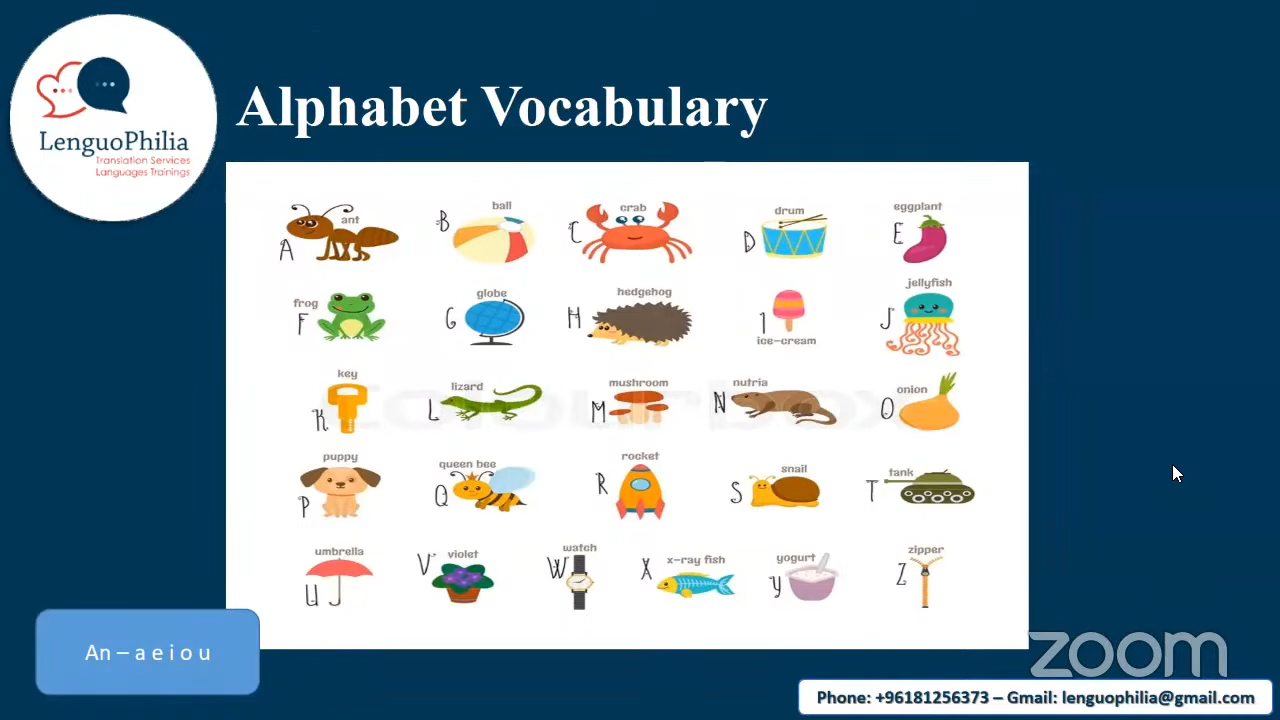 LenguoPhilia
Translation Services
Languages Trainings
Alphabet Vocabulary
A ant
B ball
C crab
D drum
E eggplant
F frog
G globe
H hedgehog
I ice-cream
J jellyfish
K key
L lizard
M mushroom
N nutria
O onion
P puppy
Q queen bee
R rocket
S snail
T tank
U umbrella
V violet
W watch
X x-ray fish
y yogurt
Z zipper
colourbox
An – a e i o u
zoom
Phone: +96181256373 – Gmail: lenguophilia@gmail.com